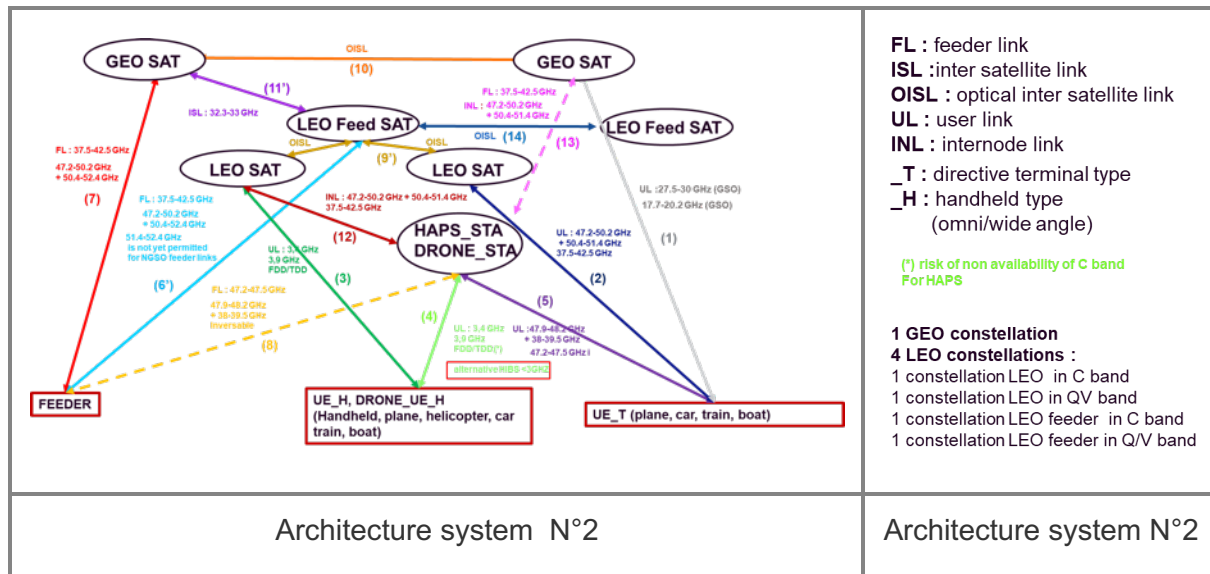 OISL
GEO SAT
(10)
GEO SAT
(11')
FL : 37.5-42.5 GHz
INL : 47.2-50.2 GHz
+ 50.4-51.4 GHz
ISL : 32.3-33 GHz
LEO Feed SAT
OISL
(14)
LEO Feed SAT
(13)
OISL
OISL
(9')
LEO SAT
LEO SAT
FL : 37.5-42.5 GHz
47.2-50.2 GHz
+ 50.4-52.4 GHz
(7)
FL : 37.5-42.5 GHz
47.2-50.2 GHz
+ 50.4-52.4 GHz
51.4-52.4 GHz
is not yet permitted
for NGSO feeder links
(6')
INL : 47.2-50.2 GHz + 50.4-51.4 GHz
37.5-42.5 GHz
(12)
HAPS_STA
DRONE_STA
UL : 47.2-50.2 GHz
+ 50.4-51.4 GHz
37.5-42.5 GHz
(2)
UL :27.5-30 GHz (GSO)
17.7-20.2 GHz (GSO)
(1)
UL : 3,4 GHz
3,9 GHz
FDD/TDD
(3)
FL : 47.2-47.5 GHz
47.9-48.2 GHz
+ 38-39.5 GHz
Inversable
(8)
(4)
(5)
UL : 3,4 GHz
3,9 GHz
FDD/TDD(*)
alternative HIBS <3GHZ
UL :47.9-48.2 GHz
+ 38-39.5 GHz
47.2-47.5 GHz
FEEDER
UE_H, DRONE_UE_H
(Handheld, plane, helicopter, car
train, boat)
UE_T (plane, car, train, boat)
FL : feeder link
ISL :inter satellite link
OISL : optical inter satellite link
UL : user link
INL : internode link
_T : directive terminal type
_H : handheld type
(omni/wide angle)
(*) risk of non availability of C band
For HAPS
1 GEO constellation
4 LEO constellations :
1 constellation LEO in C band
1 constellation LEO in QV band
1 constellation LEO feeder in C band
1 constellation LEO feeder in Q/V band
Architecture system N°2
Architecture system N°2